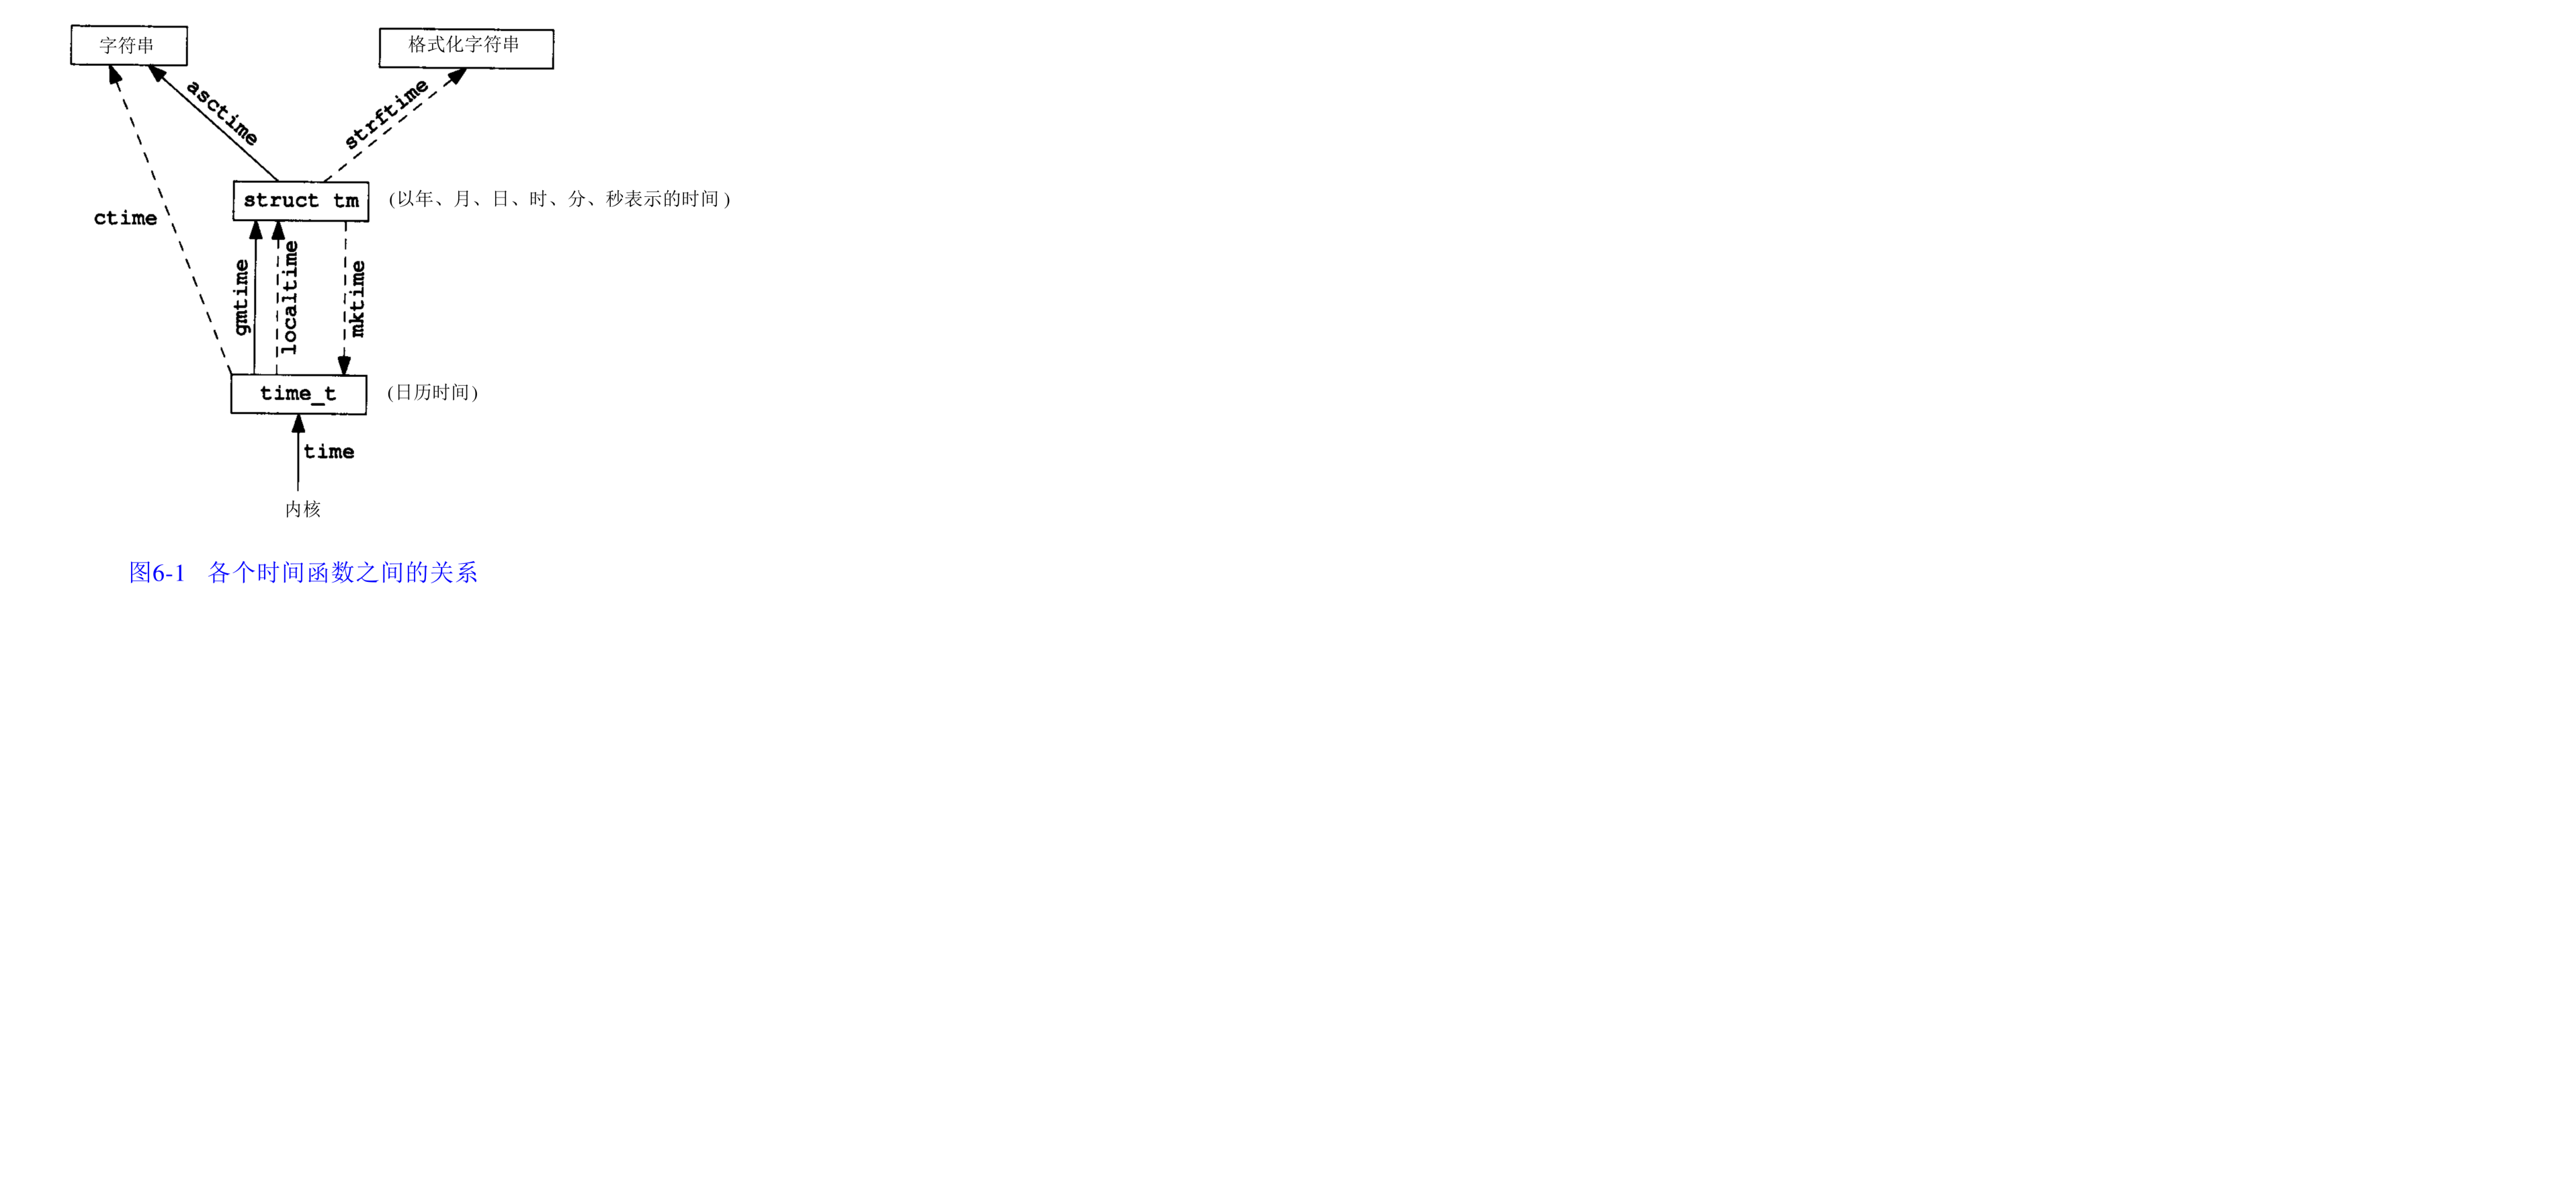 字符串
格式化字符串
asctime
strftime
struct tm
(以年、月、日、时、分、秒表示的时间)
ctime
gmtime
localtime
mktime
time_t
(日历时间)
time
内核
图6-1 各个时间函数之间的关系